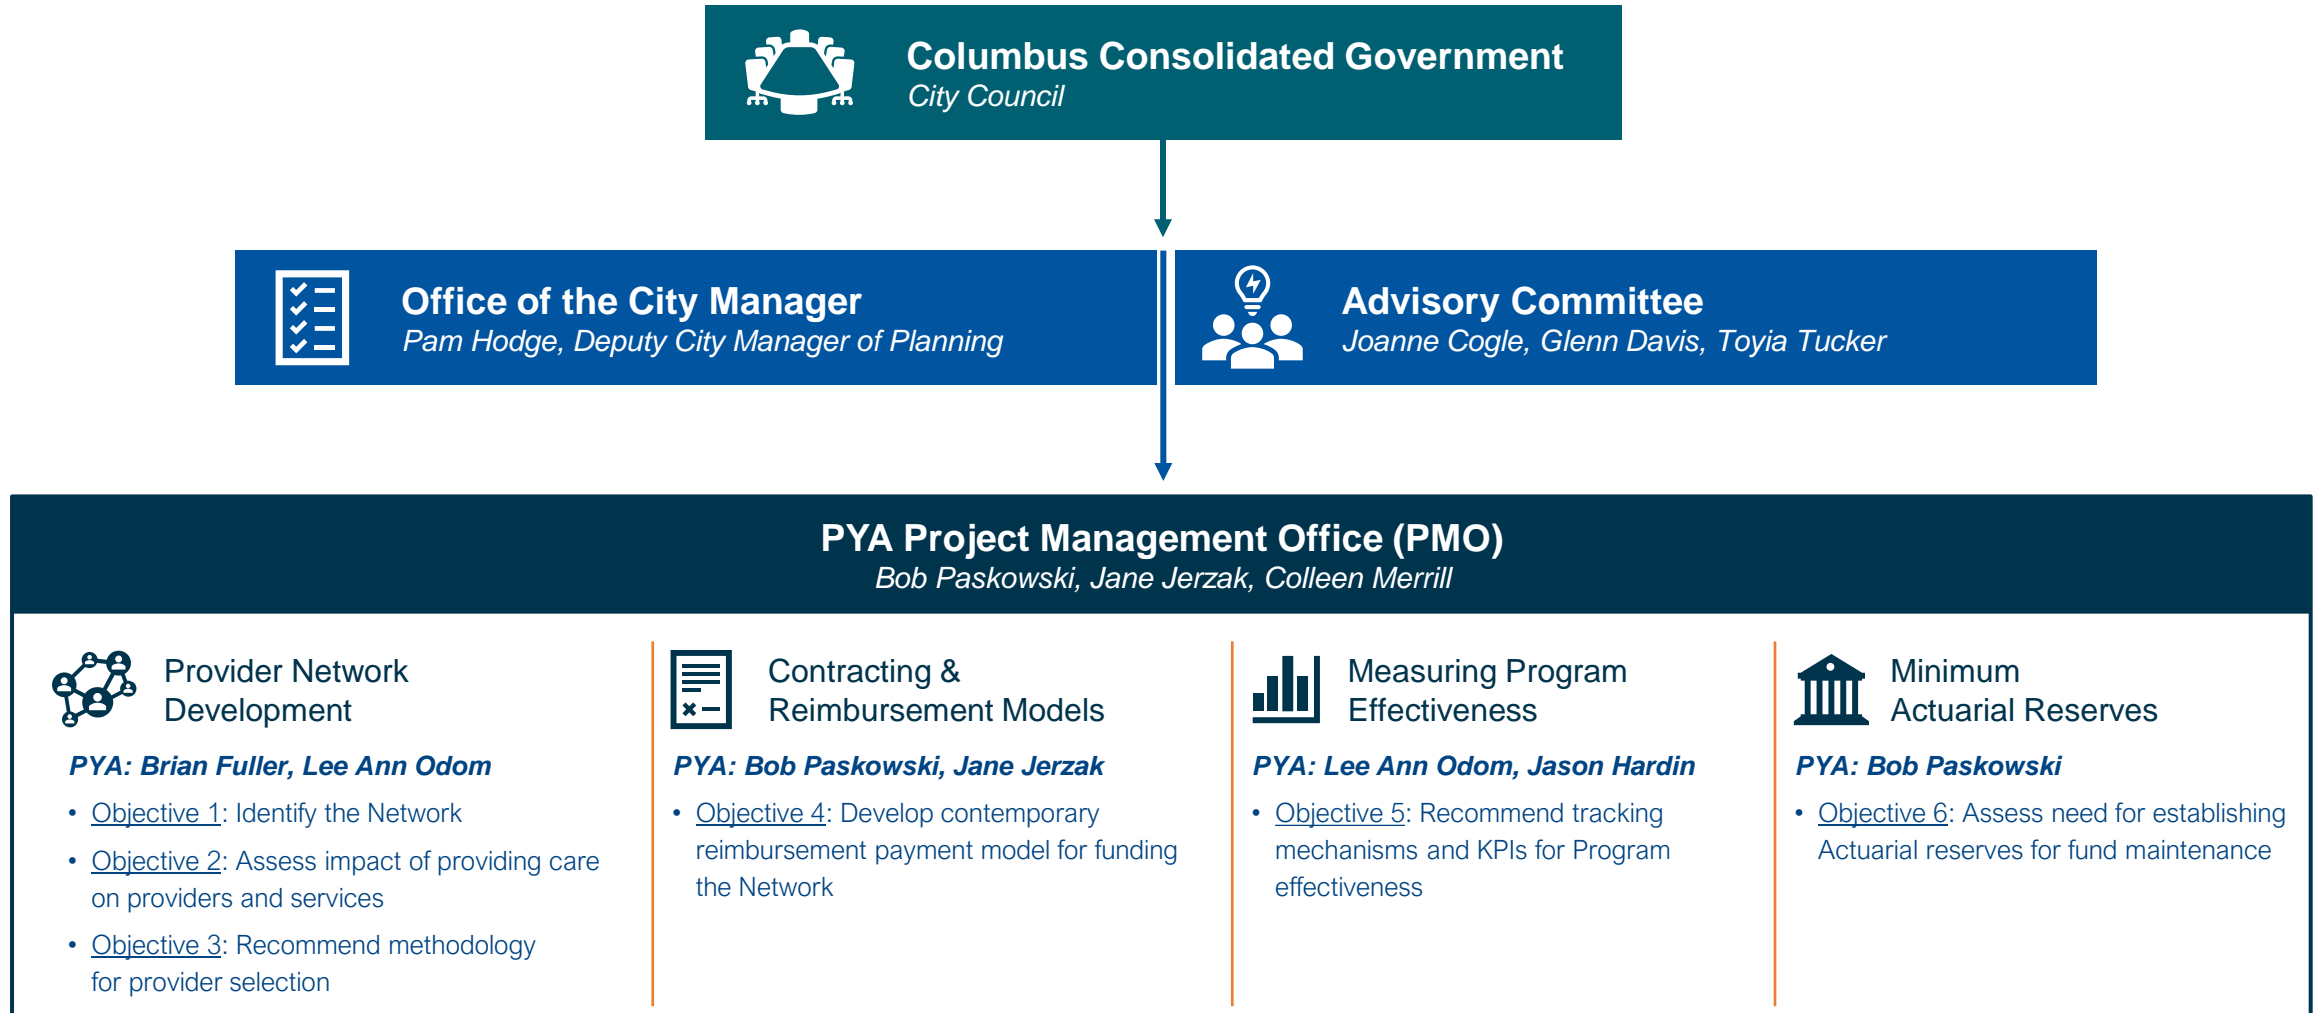 Columbus Consolidated Government
City Council
Office of the City Manager
Pam Hodge, Deputy City Manager of Planning
Advisory Committee
Joanne Cogle, Glenn Davis, Toyia Tucker
PYA Project Management Office (PMO)
Bob Paskowski, Jane Jerzak, Colleen Merrill
Provider Network
Development
PYA: Brian Fuller, Lee Ann Odom
• Objective 1: Identify the Network
• Objective 2: Assess impact of providing care
on providers and services
• Objective 3: Recommend methodology
for provider selection
Contracting &
Reimbursement Models
PYA: Bob Paskowski, Jane Jerzak
• Objective 4: Develop contemporary
reimbursement payment model for funding
the Network
Measuring Program
Effectiveness
PYA: Lee Ann Odom, Jason Hardin
• Objective 5: Recommend tracking
mechanisms and KPIs for Program
effectiveness
Minimum
Actuarial Reserves
PYA: Bob Paskowski
• Objective 6: Assess need for establishing
Actuarial reserves for fund maintenance